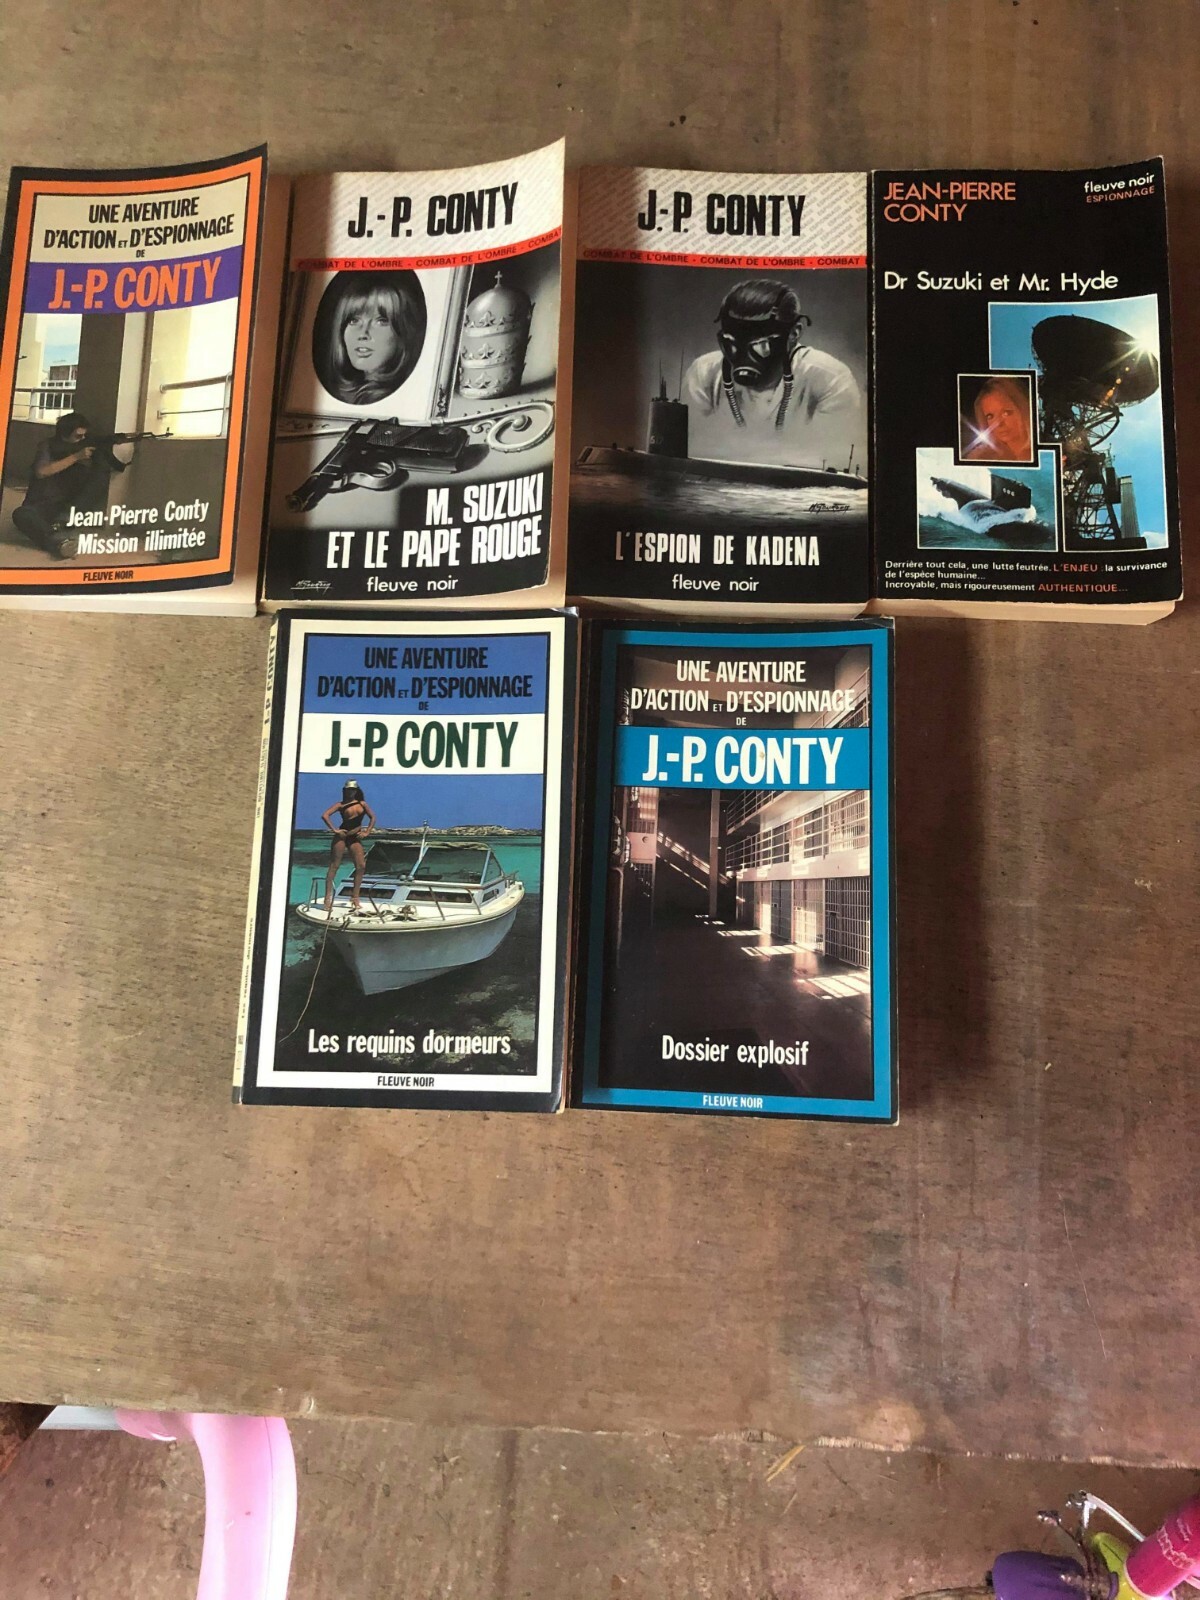 UNE AVENTURE
D'ACTION ET D'ESPIONNAGE
DE
J.-P. CONTY
Jean-Pierre Conty
Mission illimitée
FLEUVE NOIR
J.-P. CONTY
COMBAT DE L'OMBRE - COMBAT DE L'OMBRE - COMBAT
M. SUZUKI
ET LE PAPE ROUGE
fleuve noir
J.-P. CONTY
COMBAT DE L'OMBRE - COMBAT DE L'OMBRE - COMBAT
L'ESPION DE KADENA
fleuve noir
JEAN-PIERRE
CONTY
fleuve noir
ESPIONNAGE
Dr Suzuki et Mr. Hyde
Derrière tout cela, une lutte feutrée. L'ENJEU : la survivance
de l'espéce humaine...
Incroyable, mais rigoureusement AUTHENTIQUE...
J.-P. CONTY
UNE AVENTURE
D'ACTION ET D'ESPIONNAGE
DE
J.-P. CONTY
Les requins dormeurs
FLEUVE NOIR
UNE AVENTURE
D'ACTION ET D'ESPIONNAGE
DE
J.-P. CONTY
Dossier explosif
FLEUVE NOIR